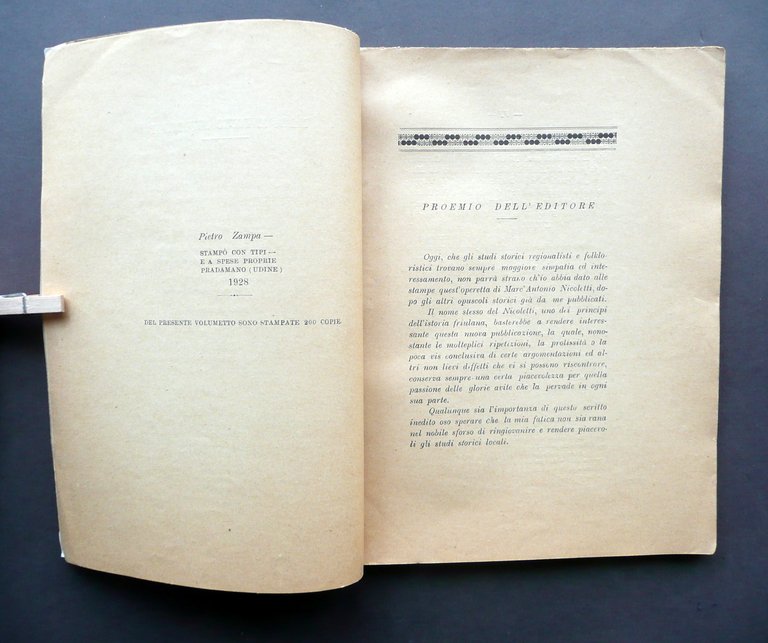 Pietro Zampa —
STAMPÒ CON TIPI —
E A SPESE PROPRIE
PRADAMANO (UDINE)
1928
DEL PRESENTE VOLUMETTO SONO STAMPATE 200 COPIE
PROEMIO DELL'EDITORE
Oggi, che gli studi storici regionalisti e folklo-
ristici trovano sempre maggiore simpatia ed inte-
ressamento, non parrà strano ch'io abbia dato alle
stampe quest'operetta di Marc'Antonio Nicoletti, do-
po gli altri opuscoli storici già da me pubblicati.
Il nome stesso del Nicoletti, uno dei principi
dell'istoria friulana, basterebbe a rendere interes-
sante questa nuova pubblicazione, la quale, nono-
stante le molteplici ripetizioni, la prolissità o la
poca vis conclusiva di certe argomentazioni ed al-
tri non lievi diffetti che vi si possono riscontrare,
conserva sempre una certa piacevolezza per quella
passione delle glorie avite che la pervade in ogni
sua parte.
Qualunque sia l'importanza di questo scritto
inedito oso sperare che la mia fatica non sia vana
nel nobile sforso di ringiovanire e rendere piacevo-
li gli studi storici locali.